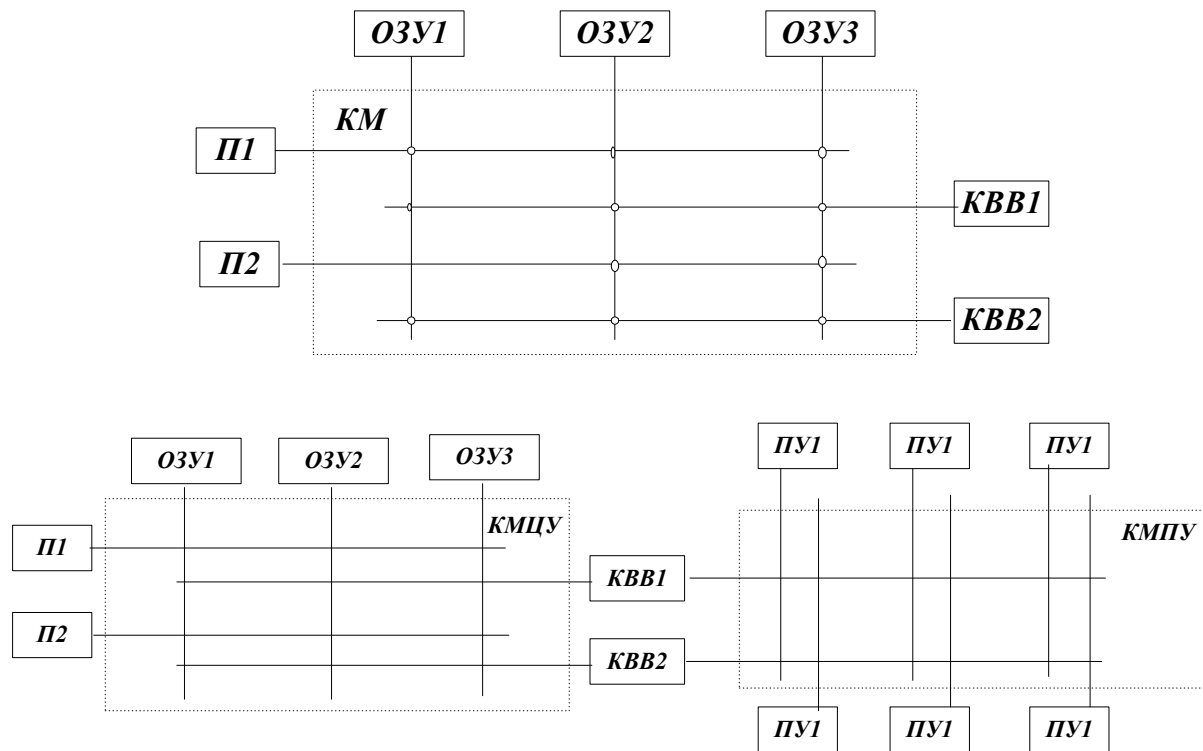 ОЗУ1 ОЗУ2 ОЗУ3
КМ
П1
КВВ1
П2
КВВ2
ОЗУ1 ОЗУ2 ОЗУ3
ПУ1 ПУ1 ПУ1
КМЦУ
КМПУ
П1
КВВ1
П2
КВВ2
ПУ1 ПУ1 ПУ1